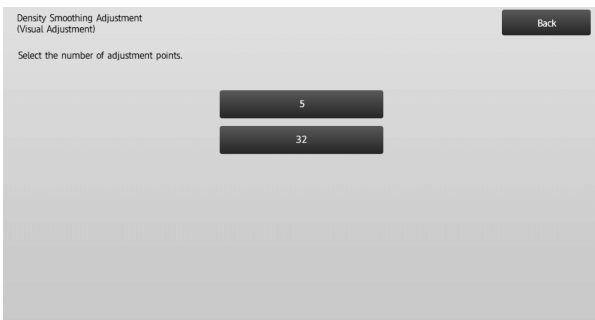 Density Smoothing Adjustment
(Visual Adjustment)
Back
Select the number of adjustment points.
5
32